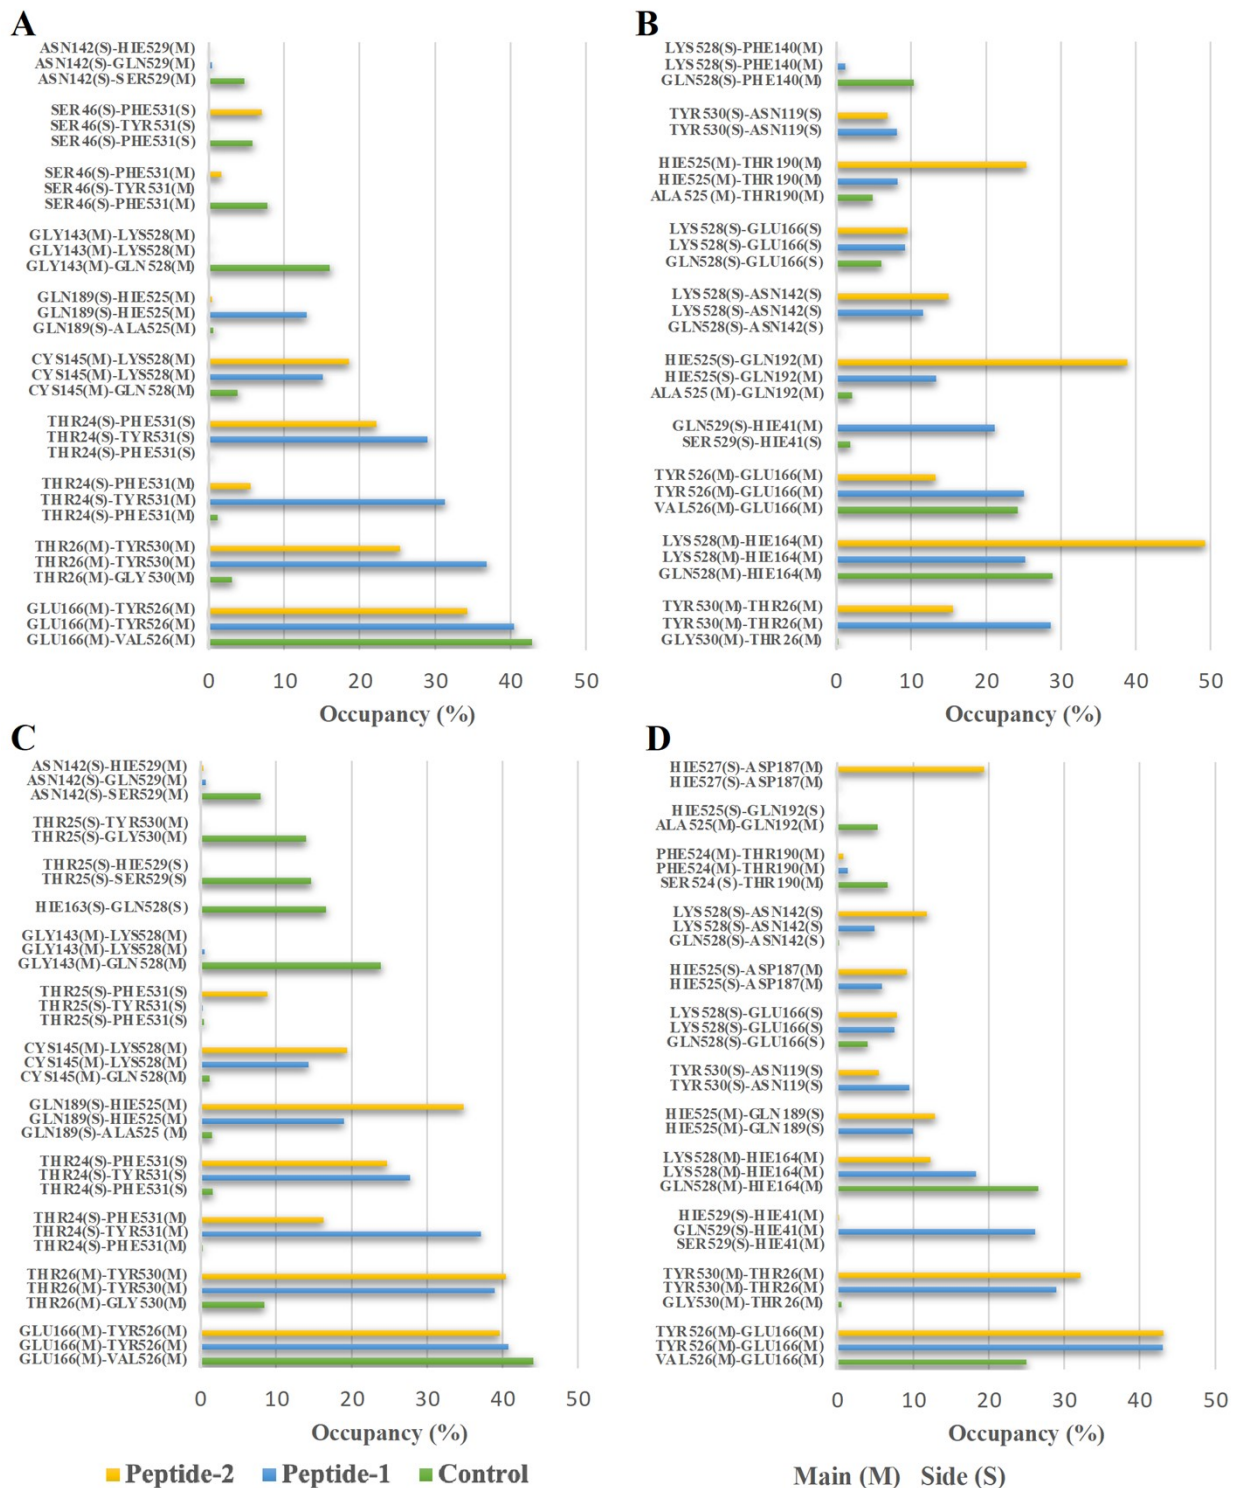 A
ASN142(S)-HIE529(M)
ASN142(S)-GLN529(M)
ASN142(S)-SER529(M)
SER46(S)-PHE531(S)
SER46(S)-TYR531(S)
SER46(S)-PHE531(S)
SER46(S)-PHE531(M)
SER46(S)-TYR531(M)
SER46(S)-PHE531(M)
GLY143(M)-LYS528(M)
GLY143(M)-LYS528(M)
GLY143(M)-GLN528(M)
GLN189(S)-HIE525(M)
GLN189(S)-HIE525(M)
GLN189(S)-ALA525(M)
CYS145(M)-LYS528(M)
CYS145(M)-LYS528(M)
CYS145(M)-GLN528(M)
THR24(S)-PHE531(S)
THR24(S)-TYR531(S)
THR24(S)-PHE531(S)
THR24(S)-PHE531(M)
THR24(S)-TYR531(M)
THR24(S)-PHE531(M)
THR26(M)-TYR530(M)
THR26(M)-TYR530(M)
THR26(M)-GLY530(M)
GLU166(M)-TYR526(M)
GLU166(M)-TYR526(M)
GLU166(M)-VAL526(M)
0 10 20 30 40 50
Occupancy (%)
B
LYS528(S)-PHE140(M)
LYS528(S)-PHE140(M)
GLN528(S)-PHE140(M)
TYR530(S)-ASN119(S)
TYR530(S)-ASN119(S)
HIE525(M)-THR190(M)
HIE525(M)-THR190(M)
ALA525(M)-THR190(M)
LYS528(S)-GLU166(S)
LYS528(S)-GLU166(S)
GLN528(S)-GLU166(S)
LYS528(S)-ASN142(S)
LYS528(S)-ASN142(S)
GLN528(S)-ASN142(S)
HIE525(S)-GLN192(M)
HIE525(S)-GLN192(M)
ALA525(M)-GLN192(M)
GLN529(S)-HIE41(M)
SER529(S)-HIE41(S)
TYR526(M)-GLU166(M)
TYR526(M)-GLU166(M)
VAL526(M)-GLU166(M)
LYS528(M)-HIE164(M)
LYS528(M)-HIE164(M)
GLN528(M)-HIE164(M)
TYR530(M)-THR26(M)
TYR530(M)-THR26(M)
GLY530(M)-THR26(M)
0 10 20 30 40 50
Occupancy (%)
C
ASN142(S)-HIE529(M)
ASN142(S)-GLN529(M)
ASN142(S)-SER529(M)
THR25(S)-TYR530(M)
THR25(S)-GLY530(M)
THR25(S)-HIE529(S)
THR25(S)-SER529(S)
HIE163(S)-GLN528(S)
GLY143(M)-LYS528(M)
GLY143(M)-LYS528(M)
GLY143(M)-GLN528(M)
THR25(S)-PHE531(S)
THR25(S)-TYR531(S)
THR25(S)-PHE531(S)
CYS145(M)-LYS528(M)
CYS145(M)-LYS528(M)
CYS145(M)-GLN528(M)
GLN189(S)-HIE525(M)
GLN189(S)-HIE525(M)
GLN189(S)-ALA525 (M)
THR24(S)-PHE531(S)
THR24(S)-TYR531(S)
THR24(S)-PHE531(S)
THR24(S)-PHE531(M)
THR24(S)-TYR531(M)
THR24(S)-PHE531(M)
THR26(M)-TYR530(M)
THR26(M)-TYR530(M)
THR26(M)-GLY530(M)
GLU166(M)-TYR526(M)
GLU166(M)-TYR526(M)
GLU166(M)-VAL526(M)
0 10 20 30 40 50
Occupancy (%)
D
HIE527(S)-ASP187(M)
HIE527(S)-ASP187(M)
HIE525(S)-GLN192(S)
ALA525(M)-GLN192(M)
PHE524(M)-THR190(M)
PHE524(M)-THR190(M)
SER524(S)-THR190(M)
LYS528(S)-ASN142(S)
LYS528(S)-ASN142(S)
GLN528(S)-ASN142(S)
HIE525(S)-ASP187(M)
HIE525(S)-ASP187(M)
LYS528(S)-GLU166(S)
LYS528(S)-GLU166(S)
GLN528(S)-GLU166(S)
TYR530(S)-ASN119(S)
TYR530(S)-ASN119(S)
HIE525(M)-GLN189(S)
HIE525(M)-GLN189(S)
LYS528(M)-HIE164(M)
LYS528(M)-HIE164(M)
GLN528(M)-HIE164(M)
HIE529(S)-HIE41(M)
GLN529(S)-HIE41(M)
SER529(S)-HIE41(M)
TYR530(M)-THR26(M)
TYR530(M)-THR26(M)
GLY530(M)-THR26(M)
TYR526(M)-GLU166(M)
TYR526(M)-GLU166(M)
VAL526(M)-GLU166(M)
0 10 20 30 40 50
Occupancy (%)
Peptide-2 Peptide-1 Control
Main (M) Side (S)